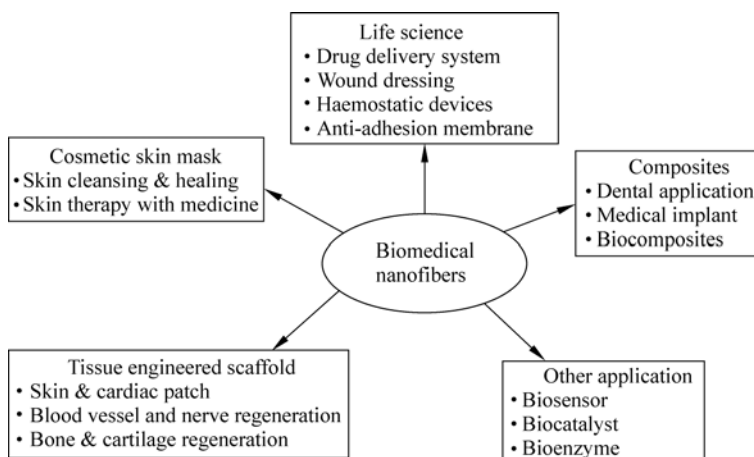 Life science
• Drug delivery system
• Wound dressing
• Haemostatic devices
• Anti-adhesion membrane
Cosmetic skin mask
• Skin cleansing & healing
• Skin therapy with medicine
Composites
• Dental application
• Medical implant
• Biocomposites
Biomedical
nanofibers
Tissue engineered scaffold
• Skin & cardiac patch
• Blood vessel and nerve regeneration
• Bone & cartilage regeneration
Other application
• Biosensor
• Biocatalyst
• Bioenzyme